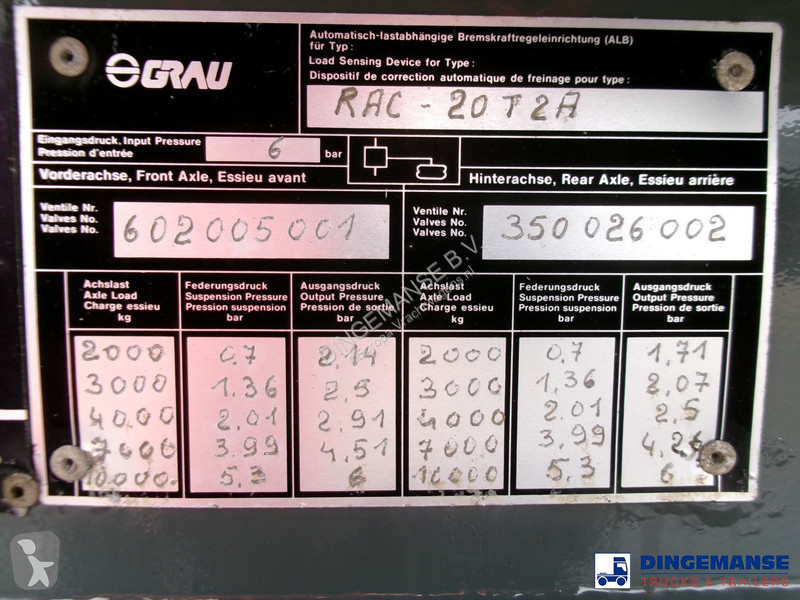 GRAU
Automatisch-lastabhängige Bremskraftregeleinrichtung (ALB)
für Typ:
Load Sensing Device for Type:
Dispositif de correction automatique de freinage pour type:
RAC - 20T2A
Eingangsdruck, Input Pressure
Pression d'entrée
6 bar
Vorderachse, Front Axle, Essieu avant
Hinterachse, Rear Axle, Essieu arrière
Ventile Nr.
Valves No.
Valves No.
602005001
Ventile Nr.
Valves No.
Valves No.
350 026 002
Achslast Federungsdruck Ausgangsdruck Achslast Federungsdruck Ausgangsdruck
Axle Load Suspension Pressure Output Pressure Axle Load Suspension Pressure Output Pressure
Charge essieu Pression suspension Pression de sortie Charge essieu Pression suspension Pression de sortie
kg bar bar kg bar bar
2000 0.7 2.14 2000 0.7 1,71
3000 1.36 2,5 3000 1.36 2,07
4000 2.01 2,91 4000 2.01 2,5
7000 3.99 4,51 7000 3.99 4,26
10000 5.3 6 10000 5.3 6
DINGEMANSE B.V.
DINGEMANSE
TRUCKS & TRAILERS